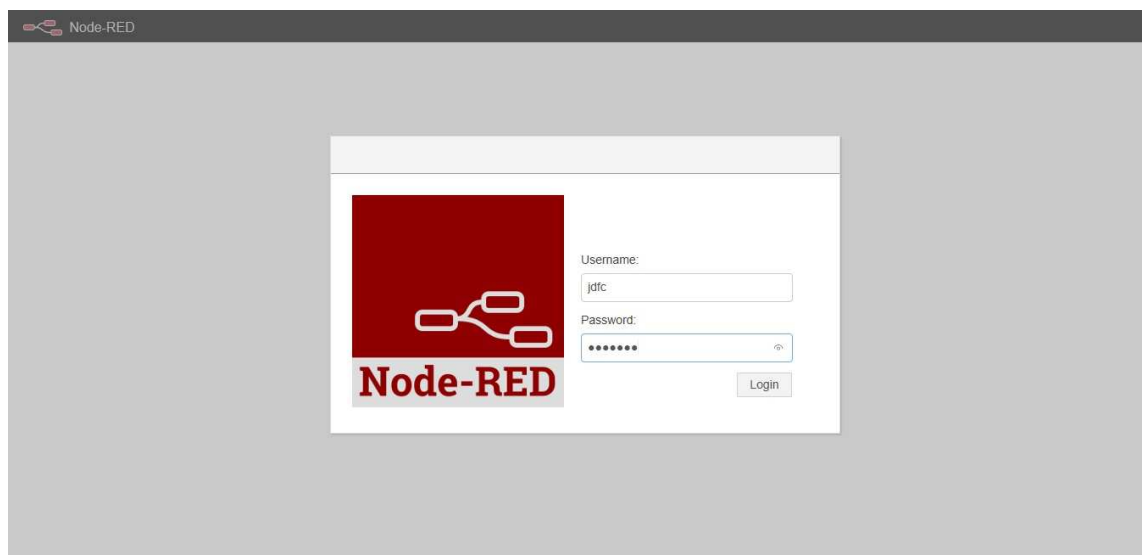 Node-RED
Username:
jdfc
Password:
•••••••
Node-RED
Login